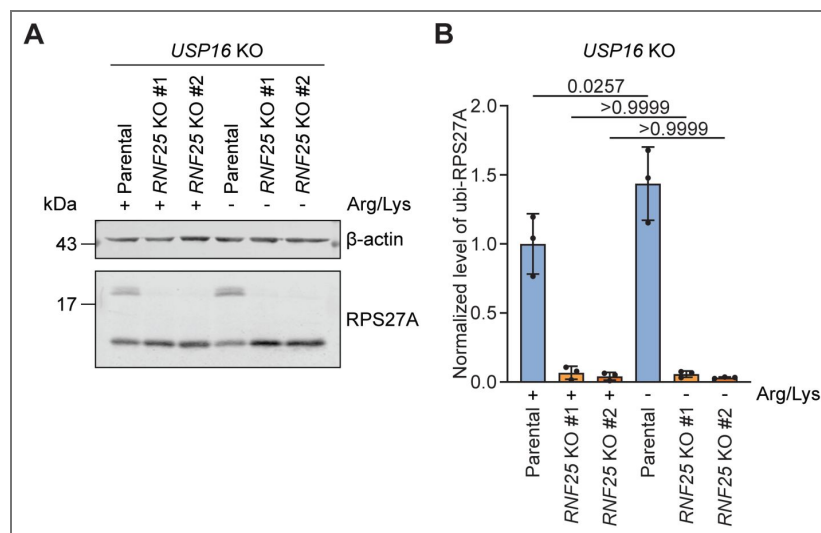 A
USP16 KO
Parental
RNF25 KO #1
RNF25 KO #2
Parental
RNF25 KO #1
RNF25 KO #2
kDa
+ + + - - - Arg/Lys
43
β-actin
17
RPS27A
B
USP16 KO
0.0257
>0.9999
>0.9999
Normalized level of ubi-RPS27A
2.0
1.5
1.0
0.5
0.0
+ + + - - - Arg/Lys
Parental
RNF25 KO #1
RNF25 KO #2
Parental
RNF25 KO #1
RNF25 KO #2